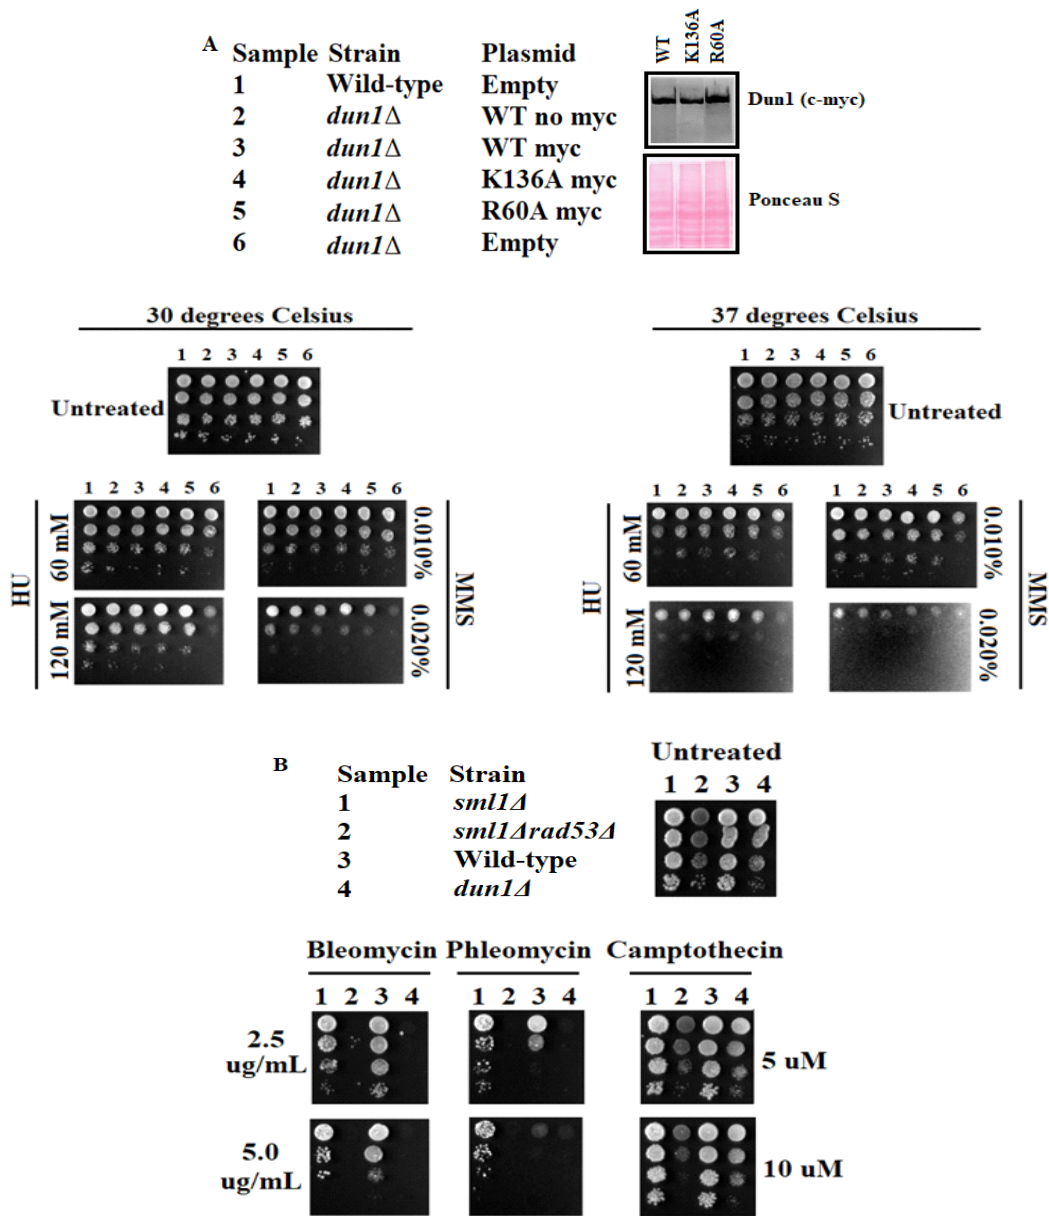 A
Sample Strain Plasmid
1 Wild-type Empty
2 dun1Δ WT no myc
3 dun1Δ WT myc
4 dun1Δ K136A myc
5 dun1Δ R60A myc
6 dun1Δ Empty
WT K136A R60A
Dun1 (c-myc)
Ponceau S
30 degrees Celsius
1 2 3 4 5 6
Untreated
HU
60 mM
120 mM
1 2 3 4 5 6
1 2 3 4 5 6
0.010%
0.020%
MMS
37 degrees Celsius
1 2 3 4 5 6
Untreated
HU
60 mM
120 mM
1 2 3 4 5 6
1 2 3 4 5 6
0.010%
0.020%
MMS
B
Sample Strain
1 sml1Δ
2 sml1Δrad53Δ
3 Wild-type
4 dun1Δ
Untreated
1 2 3 4
Bleomycin Phleomycin Camptothecin
1 2 3 4 1 2 3 4 1 2 3 4
2.5
ug/mL
5 uM
5.0
ug/mL
10 uM